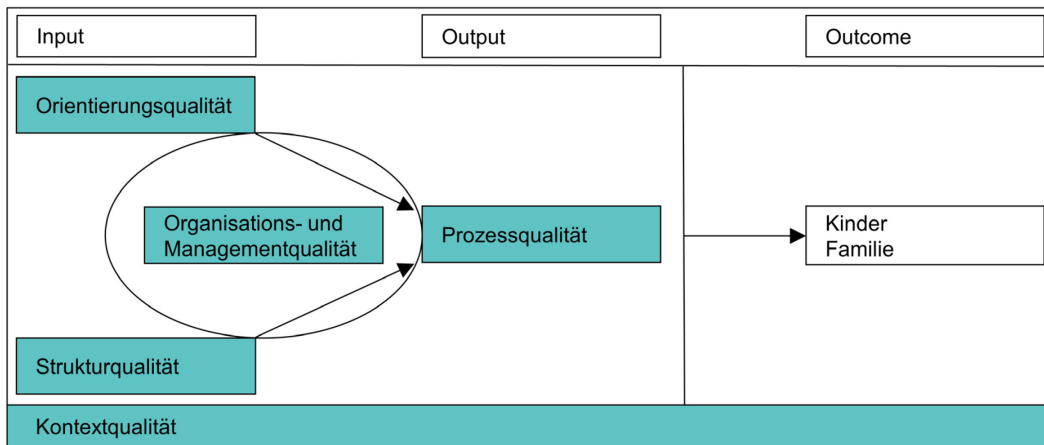 Input
Output
Outcome
Orientierungsqualität
Organisations- und
Managementqualität
Prozessqualität
Kinder
Familie
Strukturqualität
Kontextqualität